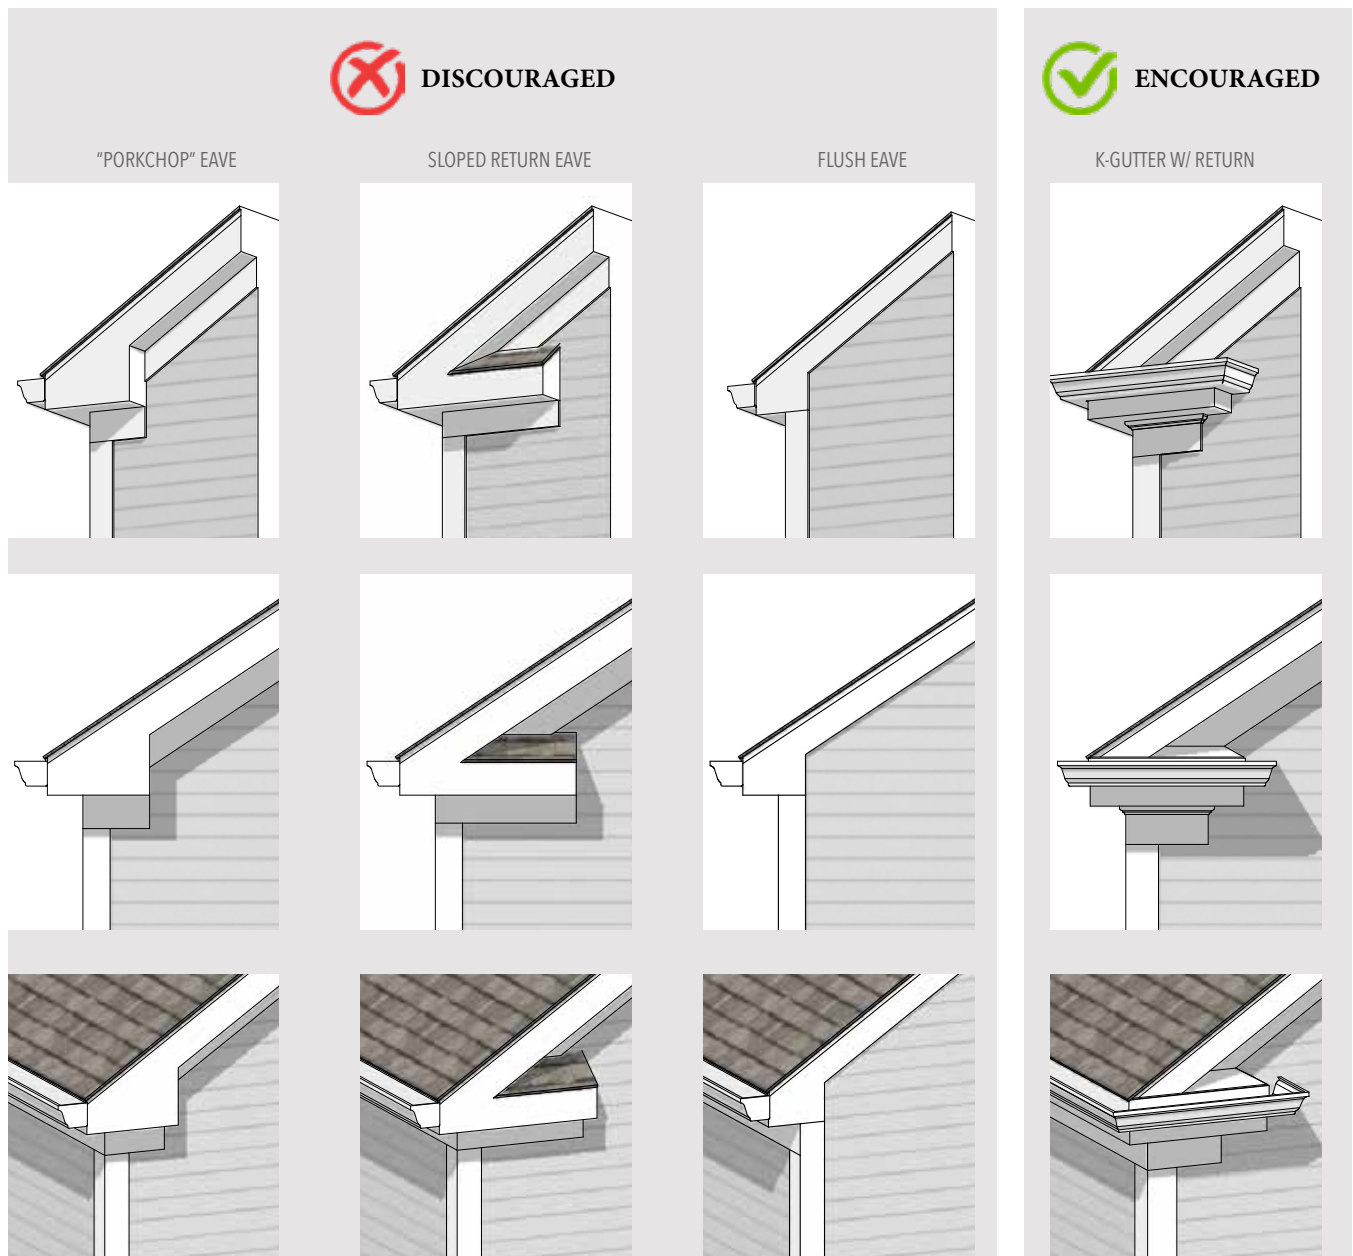 DISCOURAGED
ENCOURAGED
"PORKCHOP" EAVE
SLOPED RETURN EAVE
FLUSH EAVE
K-GUTTER W/ RETURN